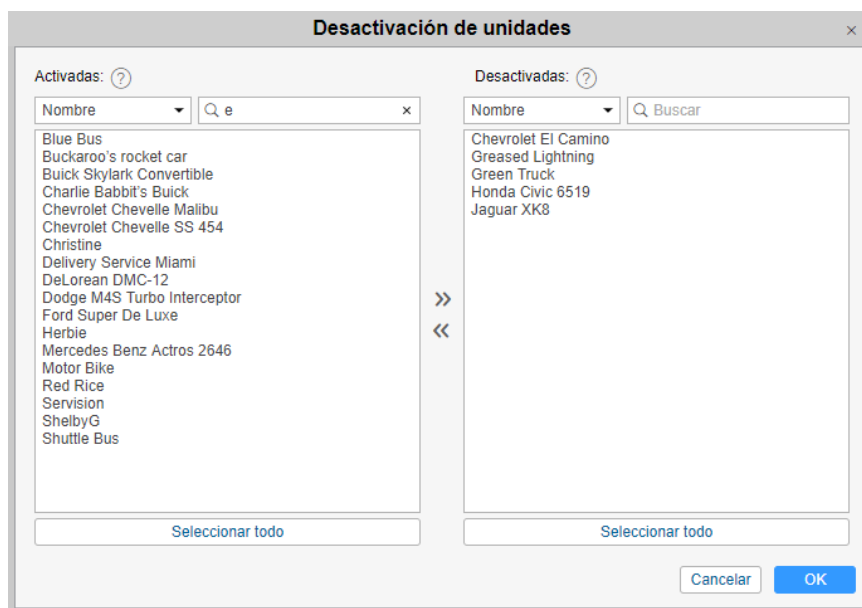 Desactivación de unidades
×
Activadas: ?
Nombre
e
×
Blue Bus
Buckaroo's rocket car
Buick Skylark Convertible
Charlie Babbit's Buick
Chevrolet Chevelle Malibu
Chevrolet Chevelle SS 454
Christine
Delivery Service Miami
DeLorean DMC-12
Dodge M4S Turbo Interceptor
Ford Super De Luxe
Herbie
Mercedes Benz Actros 2646
Motor Bike
Red Rice
Servision
ShelbyG
Shuttle Bus
Seleccionar todo
»
«
Desactivadas: ?
Nombre
Buscar
Chevrolet El Camino
Greased Lightning
Green Truck
Honda Civic 6519
Jaguar XK8
Seleccionar todo
Cancelar
OK